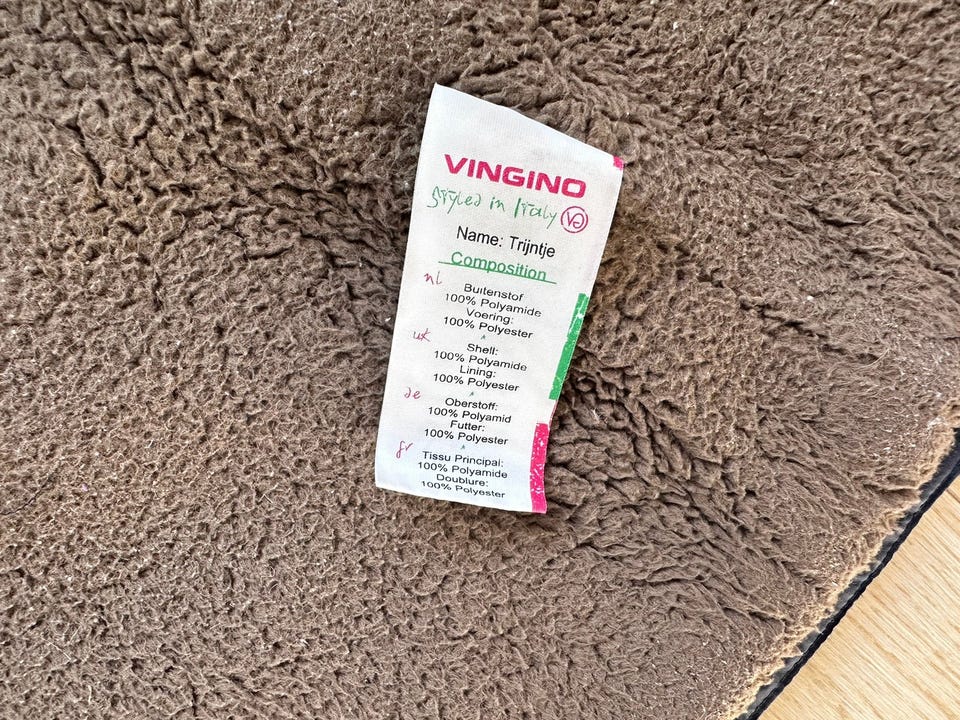 VINGINO
Styled in Italy VG
Name: Trijntje
Composition
nl
Buitenstof
100% Polyamide
Voering:
100% Polyester
uk
Shell:
100% Polyamide
Lining:
100% Polyester
de
Oberstoff:
100% Polyamid
Futter:
100% Polyester
fr
Tissu Principal:
100% Polyamide
Doublure:
100% Polyester